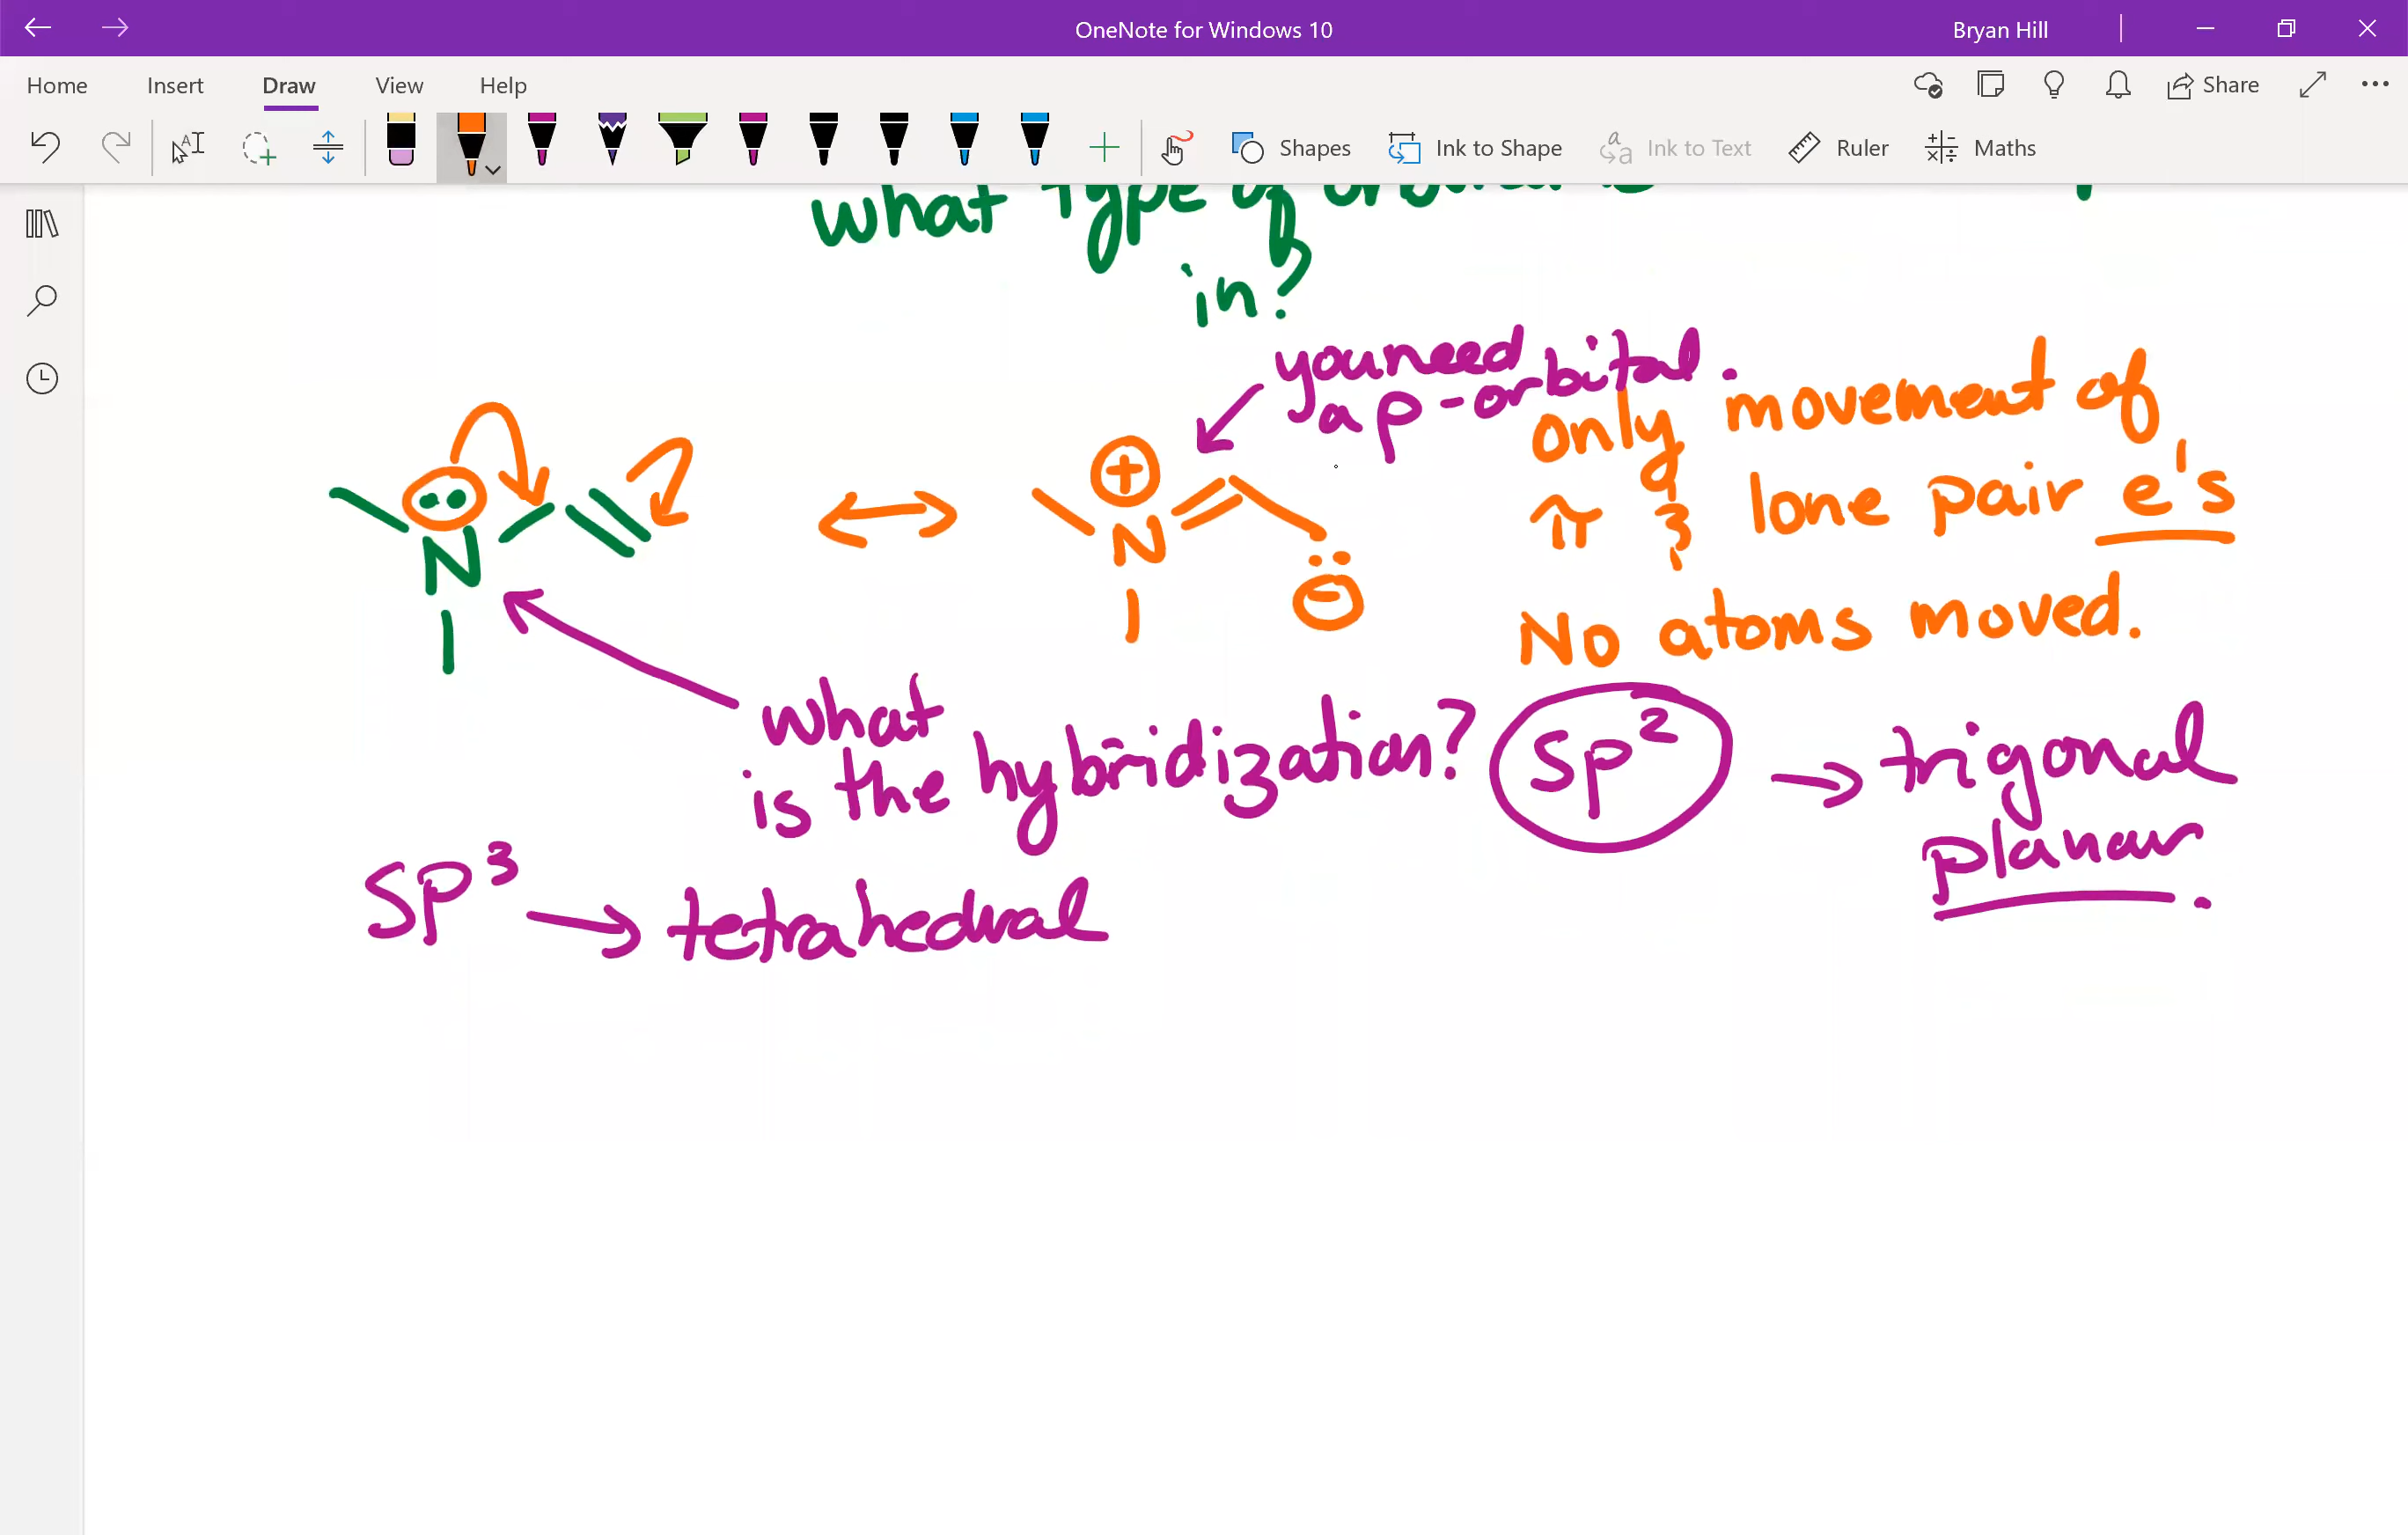 OneNote for Windows 10
Bryan Hill
Home Insert Draw View Help
Share
Shapes Ink to Shape Ink to Text Ruler Maths
what type of
in?
you need
a p-orbital.
only movement of
π & lone pair e's
No atoms moved.
N
⊕
N
⊖
what
is the hybridization?
sp²
→ trigonal
planar.
sp³ → tetrahedral